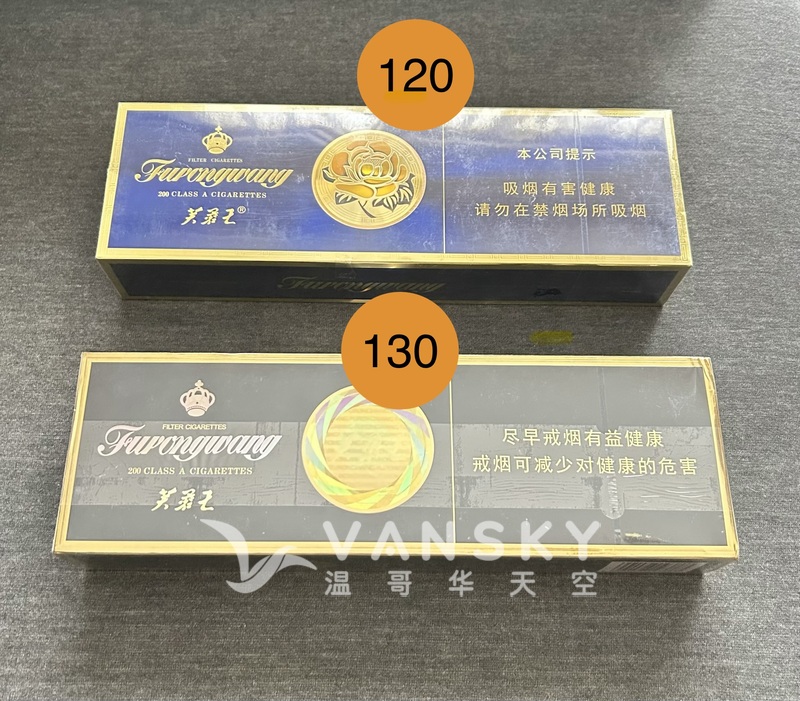 120
FILTER CIGARETTES
Furongwang
200 CLASS A CIGARETTES
芙蓉王®
本公司提示
吸烟有害健康
请勿在禁烟场所吸烟
Furongwang
130
FILTER CIGARETTES
Furongwang
200 CLASS A CIGARETTES
芙蓉王
尽早戒烟有益健康
戒烟可减少对健康的危害
VANSKY
温哥华天空